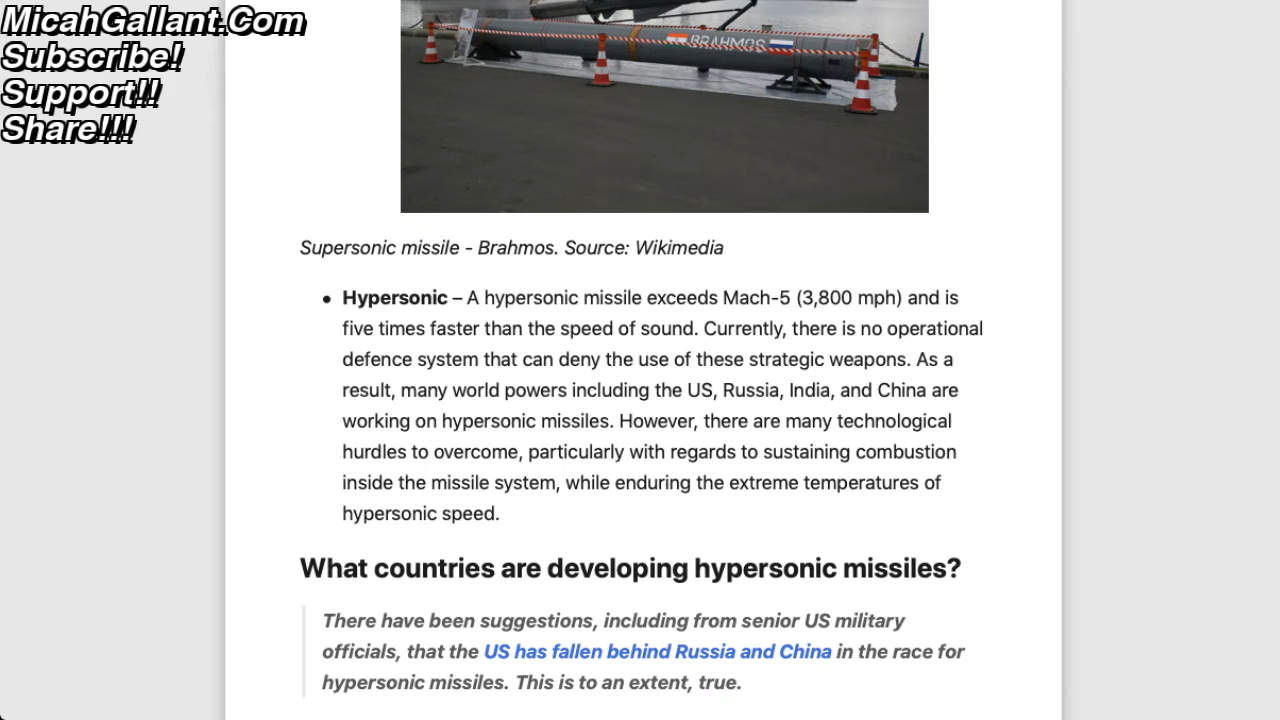 MicahGallant.Com
Subscribe!
Support!!
Share!!!
BRAHMOS
Supersonic missile - Brahmos. Source: Wikimedia
• Hypersonic – A hypersonic missile exceeds Mach-5 (3,800 mph) and is
five times faster than the speed of sound. Currently, there is no operational
defence system that can deny the use of these strategic weapons. As a
result, many world powers including the US, Russia, India, and China are
working on hypersonic missiles. However, there are many technological
hurdles to overcome, particularly with regards to sustaining combustion
inside the missile system, while enduring the extreme temperatures of
hypersonic speed.
What countries are developing hypersonic missiles?
There have been suggestions, including from senior US military
officials, that the US has fallen behind Russia and China in the race for
hypersonic missiles. This is to an extent, true.